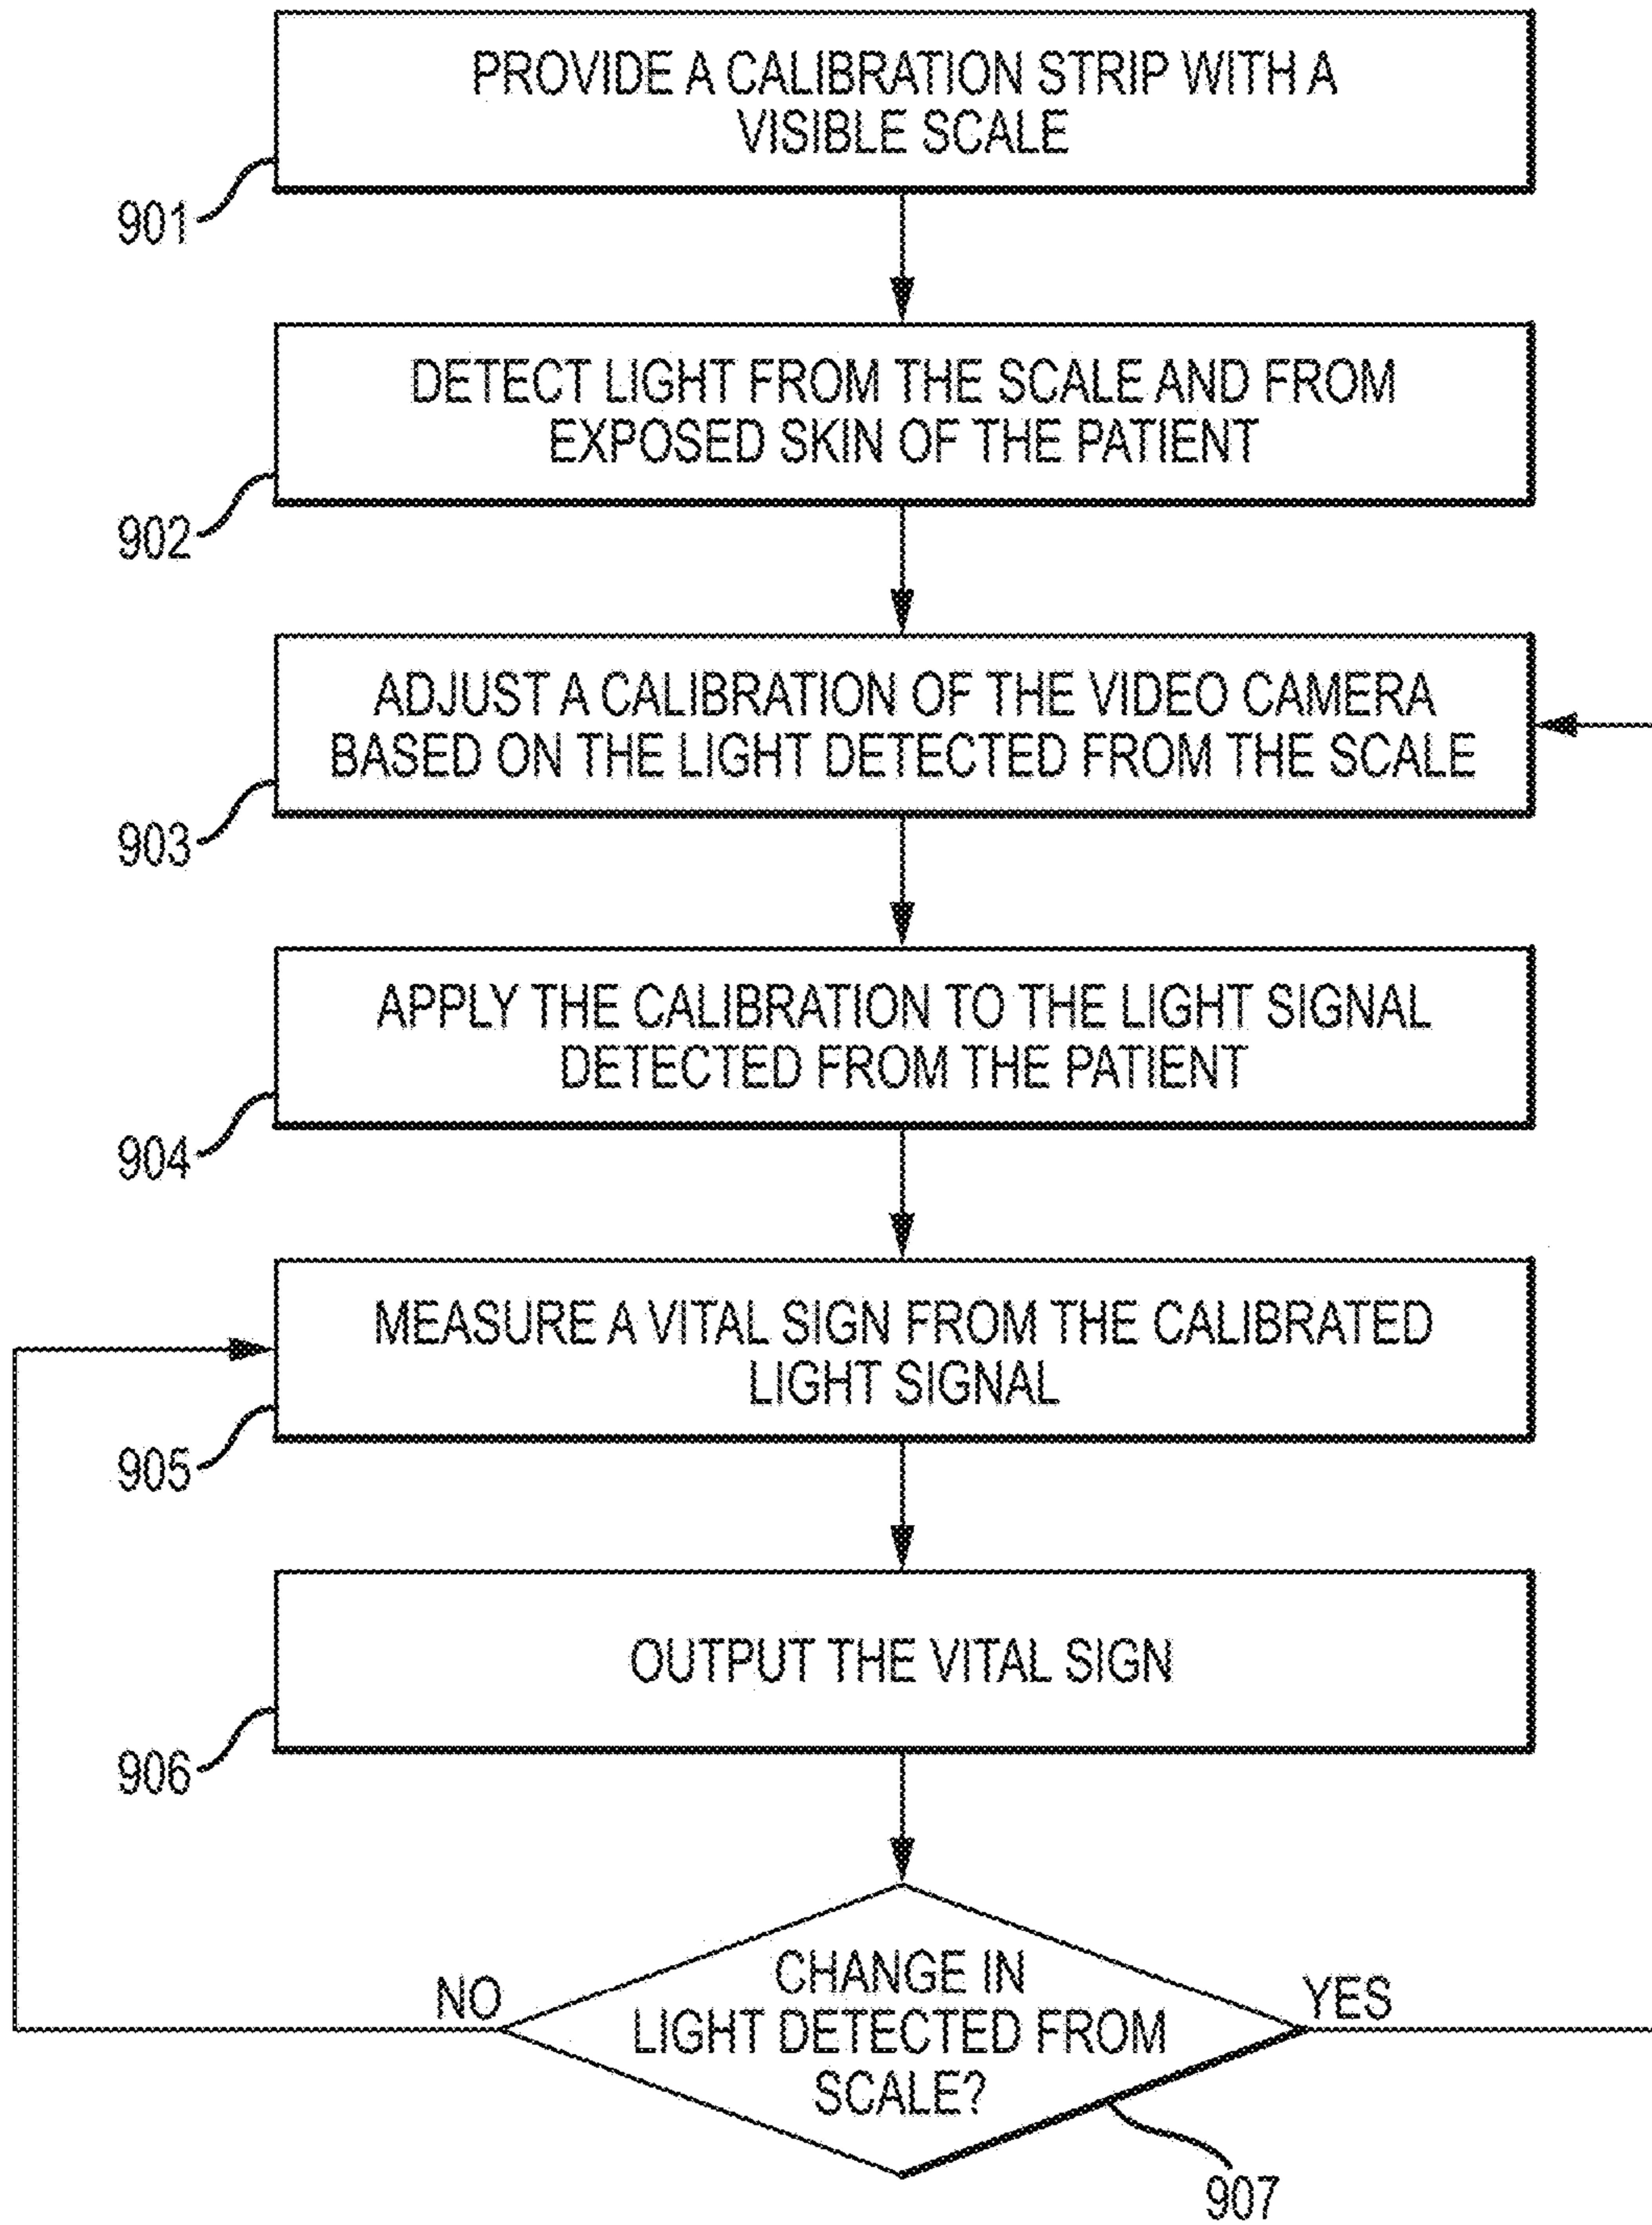 PROVIDE A CALIBRATION STRIP WITH A
VISIBLE SCALE
901
DETECT LIGHT FROM THE SCALE AND FROM
EXPOSED SKIN OF THE PATIENT
902
ADJUST A CALIBRATION OF THE VIDEO CAMERA
BASED ON THE LIGHT DETECTED FROM THE SCALE
903
APPLY THE CALIBRATION TO THE LIGHT SIGNAL
DETECTED FROM THE PATIENT
904
MEASURE A VITAL SIGN FROM THE CALIBRATED
LIGHT SIGNAL
905
OUTPUT THE VITAL SIGN
906
CHANGE IN
LIGHT DETECTED FROM
SCALE?
NO
YES
907